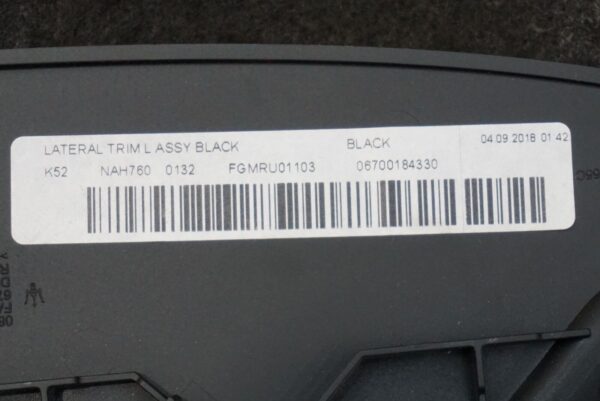 LATERAL TRIM L ASSY BLACK BLACK 04.09.2018 01:42
K52 NAH760 0132 FGMRU01103 06700184330